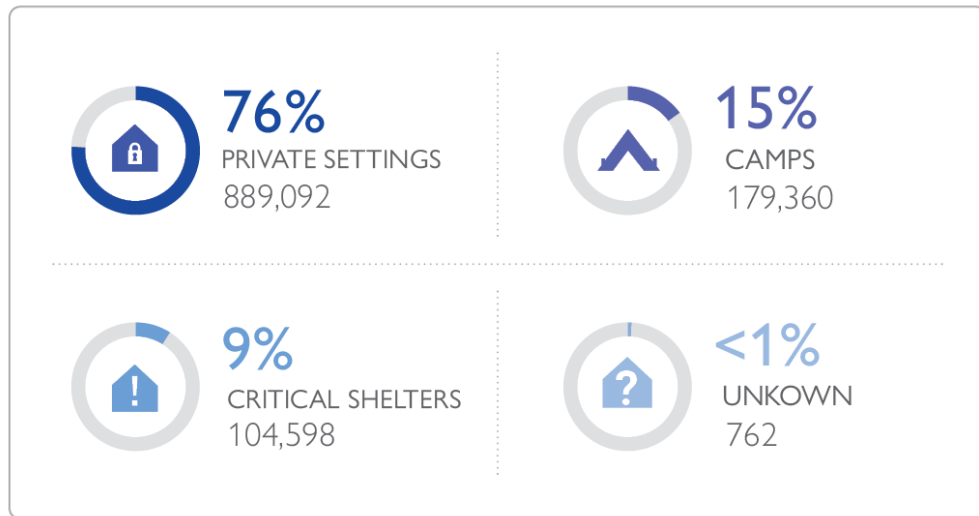 76%
PRIVATE SETTINGS
889,092
15%
CAMPS
179,360
!
9%
CRITICAL SHELTERS
104,598
?
<1%
UNKOWN
762